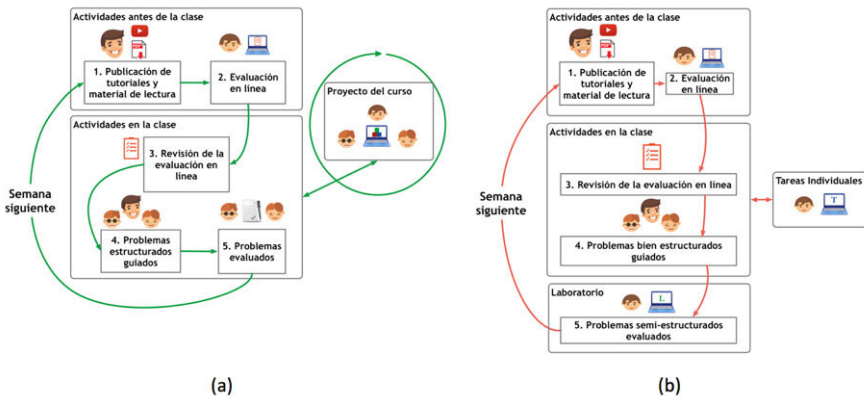 Actividades antes de la clase
PDF
1. Publicación de
tutoriales y
material de lectura
2. Evaluación
en línea
Actividades en la clase
3. Revisión de la
evaluación en
línea
4. Problemas
estructurados
guiados
5. Problemas
evaluados
Semana
siguiente
Proyecto del curso
(a)
Actividades antes de la clase
PDF
1. Publicación de
tutoriales y
material de lectura
2. Evaluación
en línea
Actividades en la clase
3. Revisión de la evaluación en línea
4. Problemas bien estructurados
guiados
Semana
siguiente
Tareas Individuales
T
Laboratorio
L
5. Problemas semi-estructurados
evaluados
(b)